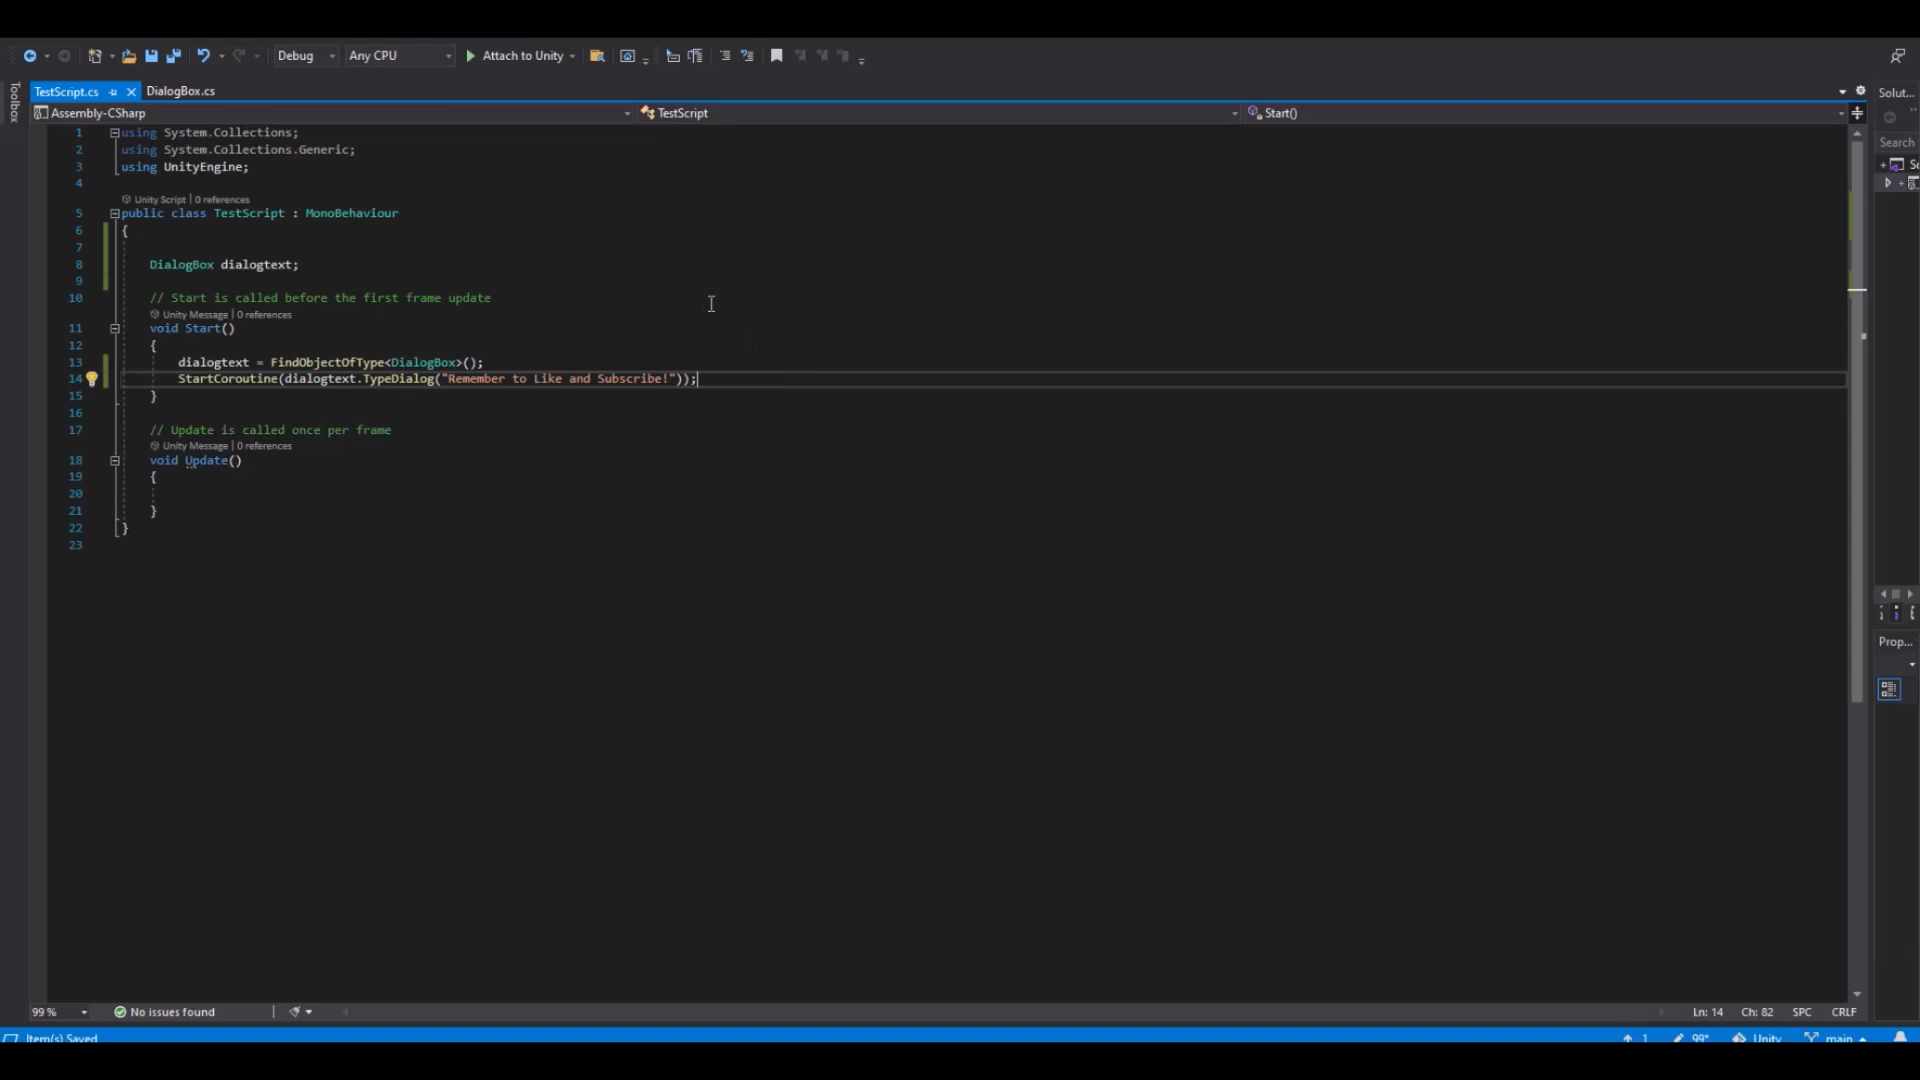 Debug Any CPU Attach to Unity
Toolbox
TestScript.cs DialogBox.cs
Solut...
Assembly-CSharp TestScript Start()
Search
1 using System.Collections;
2 using System.Collections.Generic;
3 using UnityEngine;
4
Unity Script | 0 references
5 public class TestScript : MonoBehaviour
6 {
7
8 DialogBox dialogtext;
9
10 // Start is called before the first frame update
Unity Message | 0 references
11 void Start()
12 {
13 dialogtext = FindObjectOfType<DialogBox>();
14 StartCoroutine(dialogtext.TypeDialog("Remember to Like and Subscribe!"));
15 }
16
17 // Update is called once per frame
Unity Message | 0 references
18 void Update()
19 {
20
21 }
22 }
23
Prop...
99 % No issues found Ln: 14 Ch: 82 SPC CRLF
Item(s) Saved 1 99* Unity main